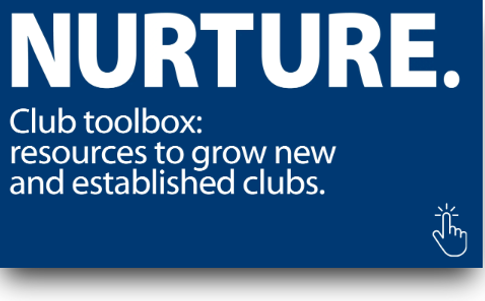 NURTURE.
Club toolbox:
resources to grow new
and established clubs.